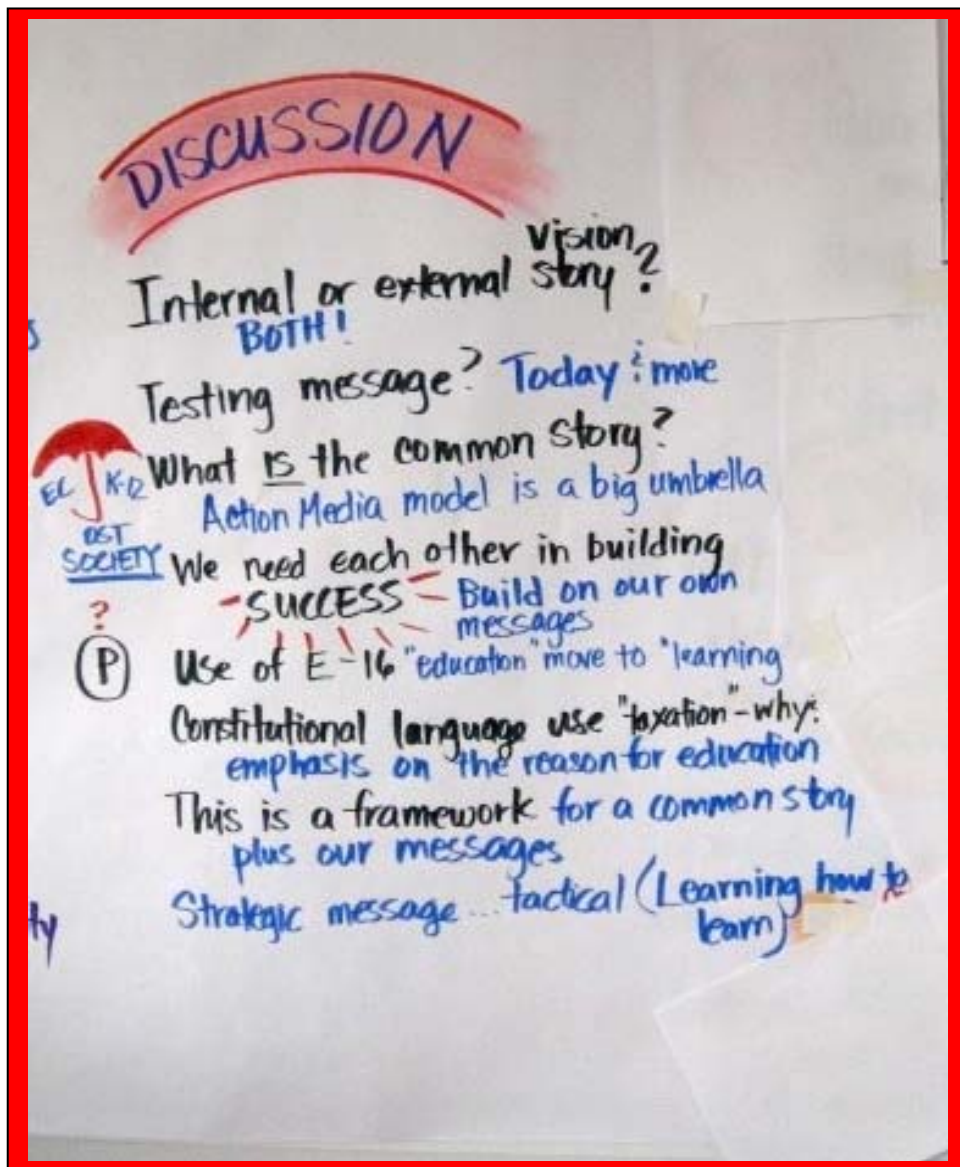 DISCUSSION
vision
Internal or external story?
BOTH!
Testing message? Today & more
What is the common story?
EC K-12
Action Media model is a big umbrella
OST
SOCIETY
We need each other in building
SUCCESS - Build on our own
messages
?
P
Use of E-16 "education" move to "learning
Constitutional language use "taxation" - why?
emphasis on the reason for education
This is a framework for a common story
plus our messages
Strategic message... tactical (Learning how to
learn)
ty